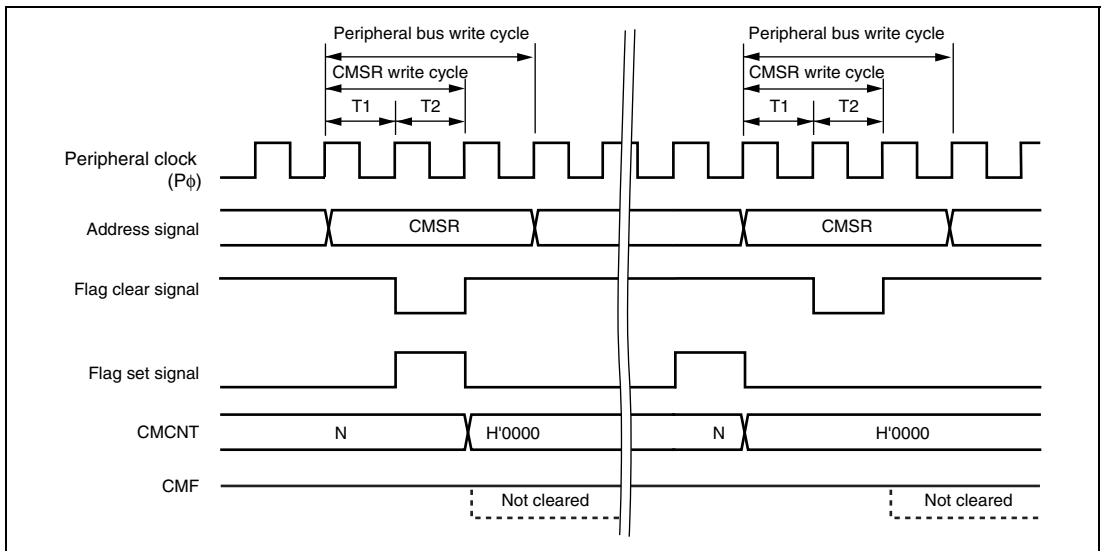 Peripheral bus write cycle
Peripheral bus write cycle
CMSR write cycle
CMSR write cycle
T1
T2
T1
T2
Peripheral clock
(Pϕ)
Address signal
CMSR
CMSR
Flag clear signal
Flag set signal
CMCNT
N
H'0000
N
H'0000
CMF
Not cleared
Not cleared